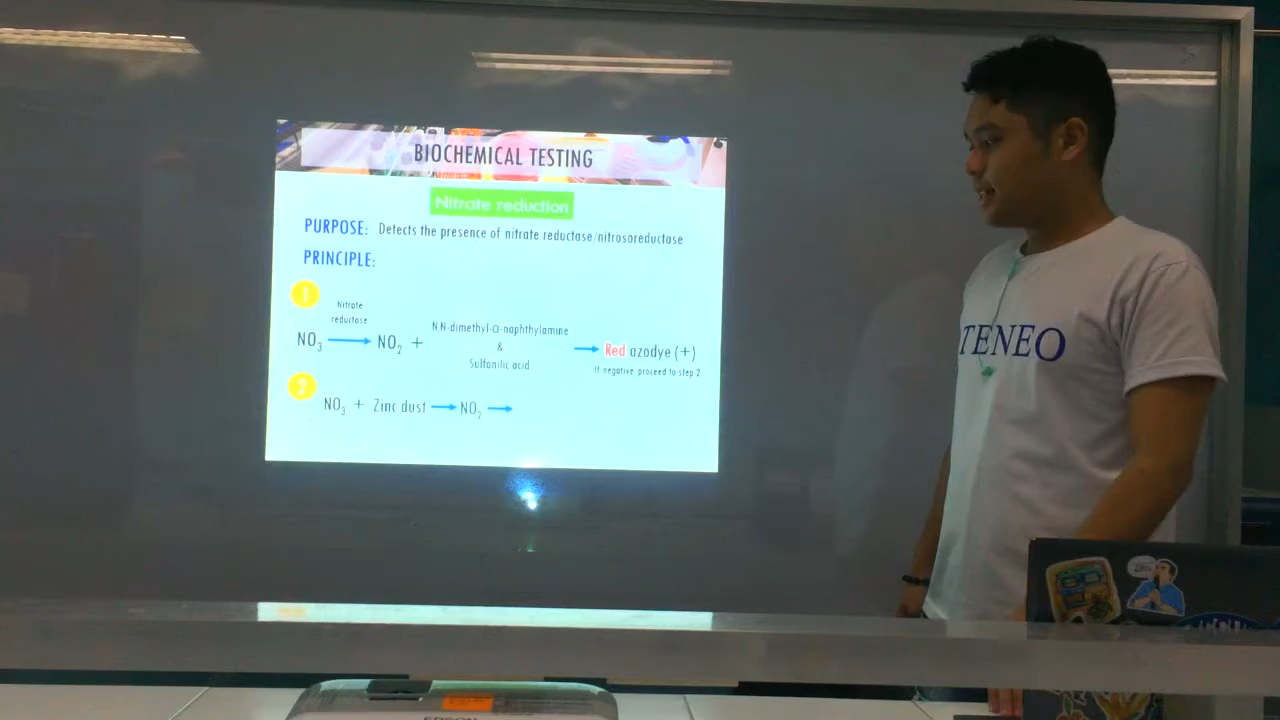 BIOCHEMICAL TESTING
Nitrate reduction
PURPOSE: Detects the presence of nitrate reductase/nitrosoreductase
PRINCIPLE:
1
Nitrate
reductase
NO3 → NO2 +
N,N-dimethyl-α-naphthylamine
&
Sulfanilic acid
→ Red azodye (+)
If negative proceed to step 2
2
NO3 + Zinc dust → NO2 →
TENEO
EPSON